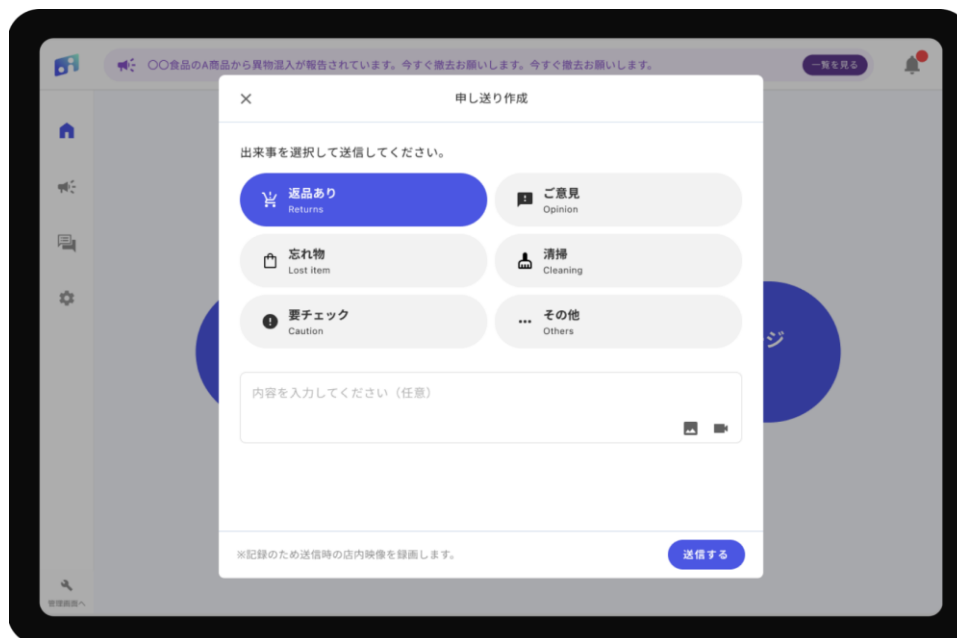 〇〇食品のA商品から異物混入が報告されています。今すぐ撤去お願いします。今すぐ撤去お願いします。
一覧を見る
申し送り作成
出来事を選択して送信してください。
返品あり
Returns
ご意見
Opinion
忘れ物
Lost item
清掃
Cleaning
要チェック
Caution
その他
Others
ジ
内容を入力してください（任意）
※記録のため送信時の店内映像を録画します。
送信する
管理画面へ